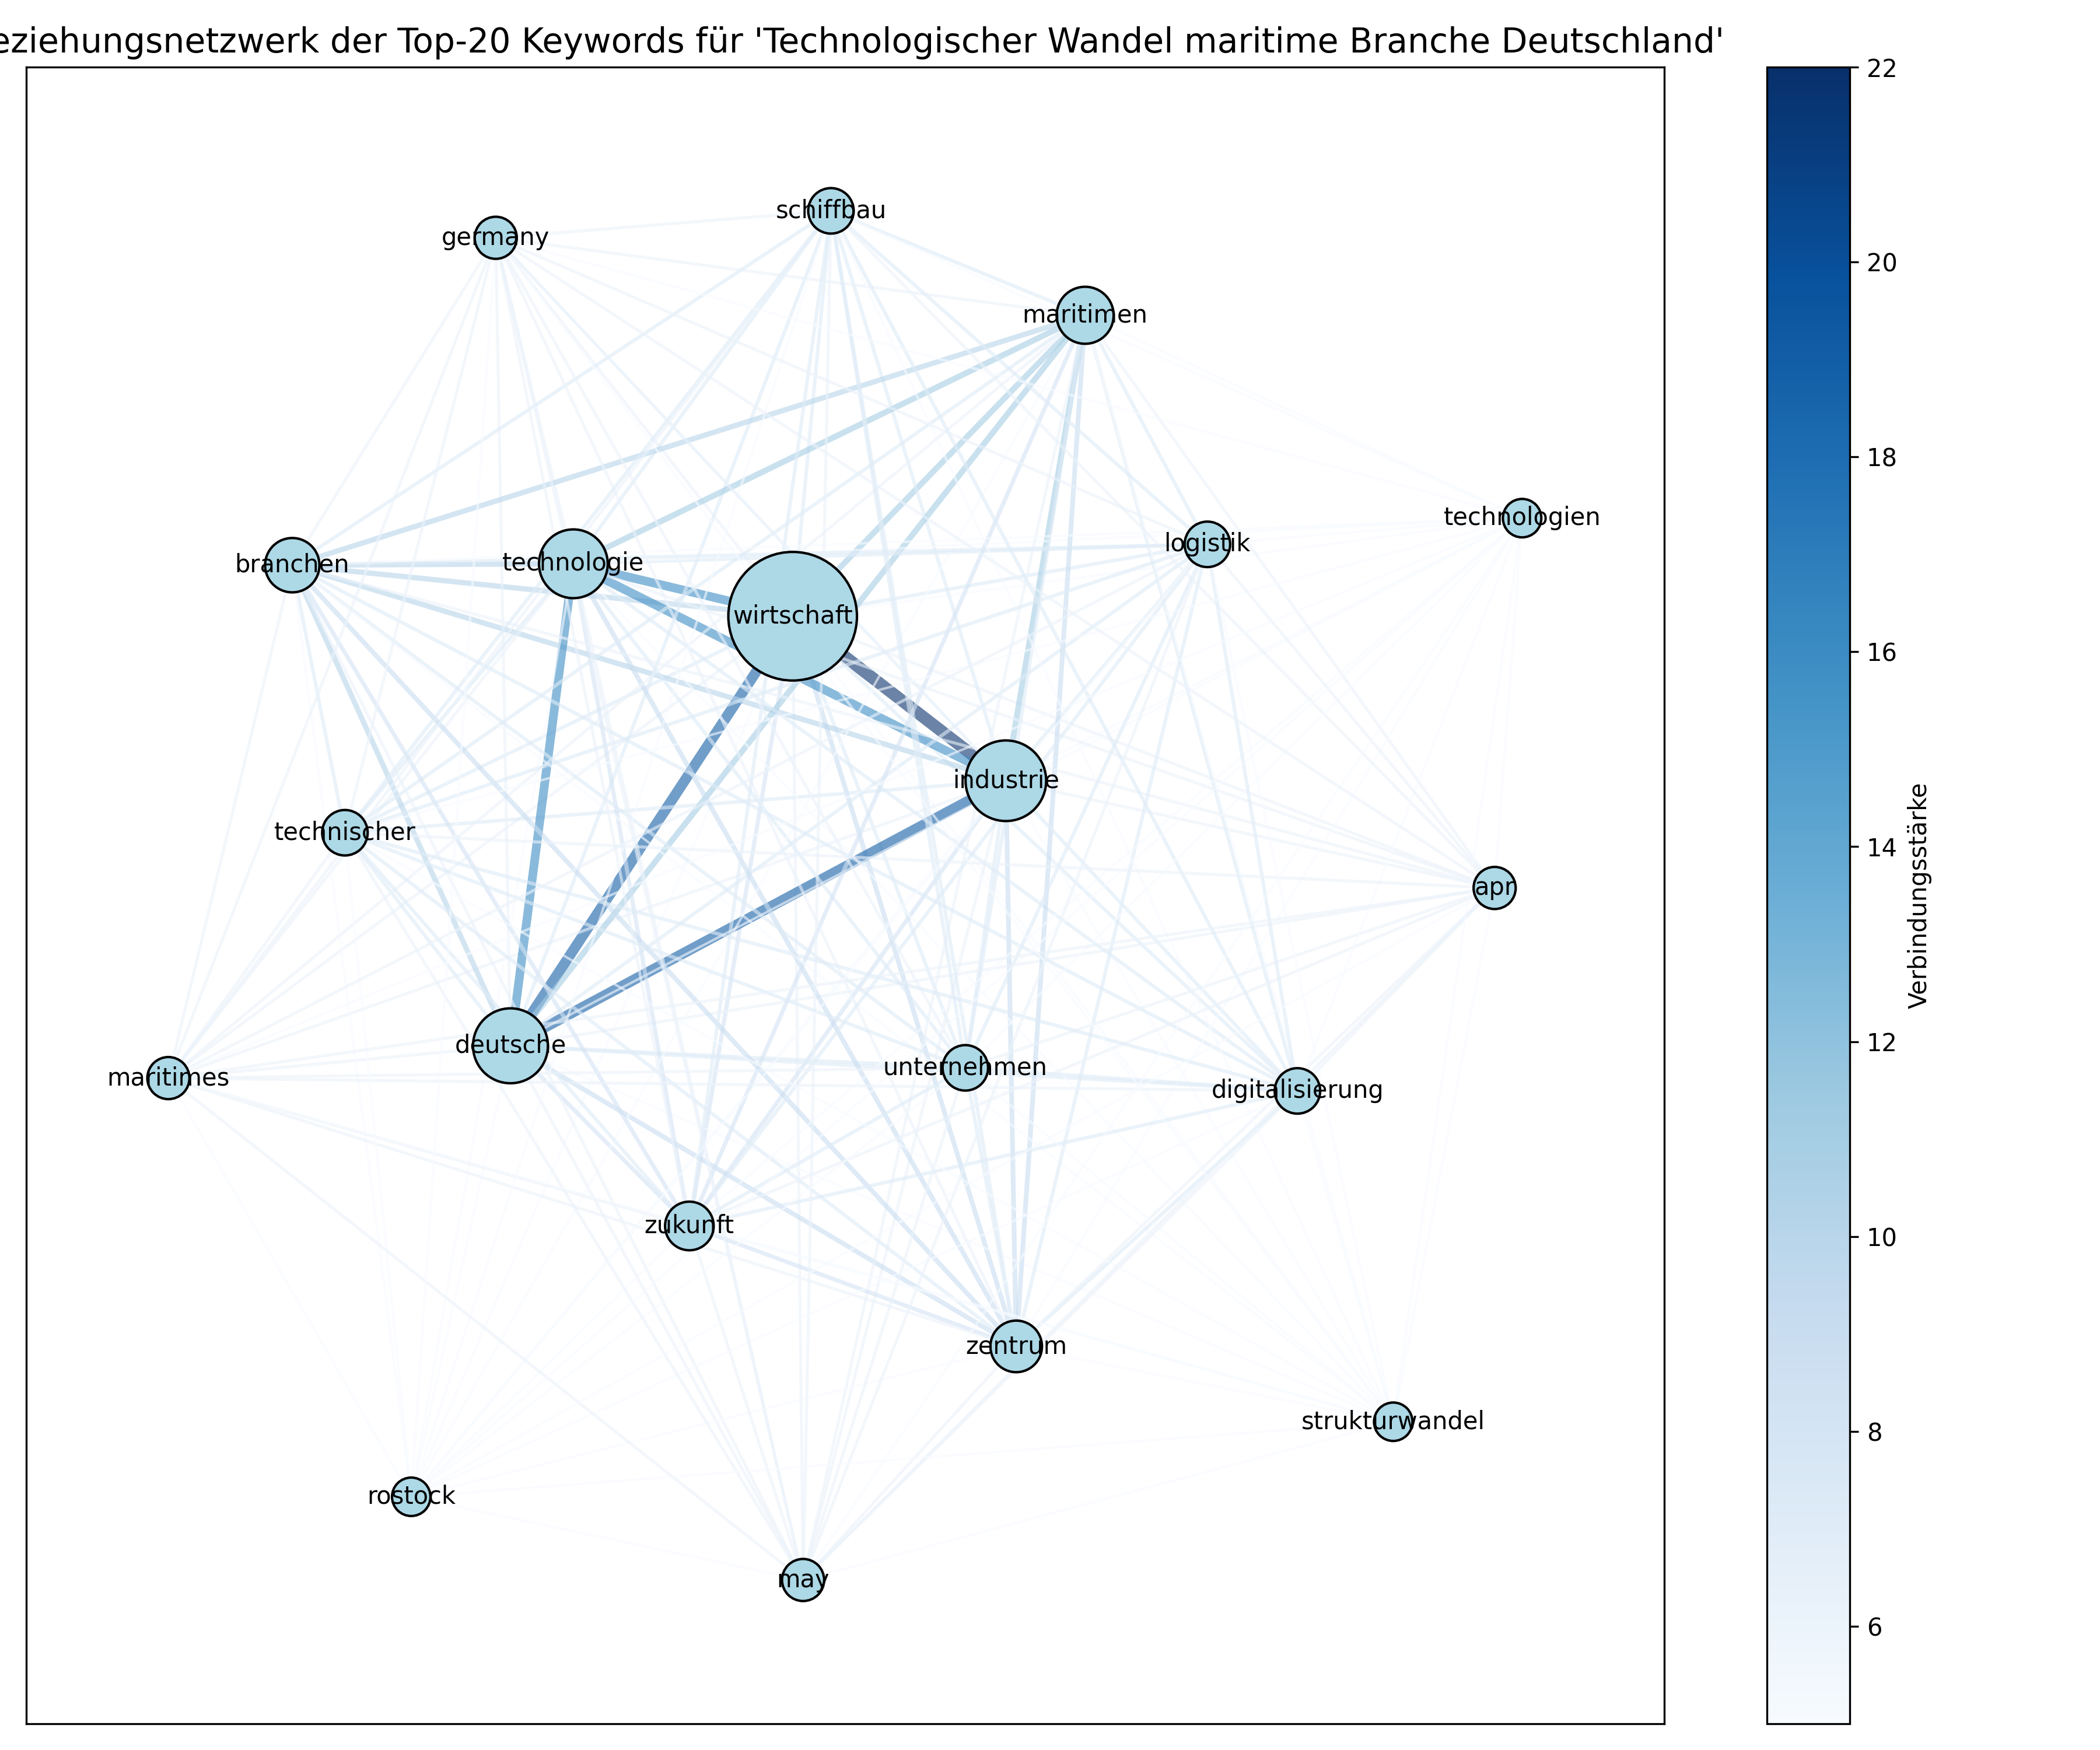 eziehungsnetzwerk der Top-20 Keywords für 'Technologischer Wandel maritime Branche Deutschland'
22
20
18
16
14
12
10
8
6
Verbindungsstärke
schiffbau
germany
maritimen
technologien
logistik
branchen
technologie
wirtschaft
industrie
technischer
apr
deutsche
unternehmen
maritimes
digitalisierung
zukunft
zentrum
strukturwandel
rostock
may